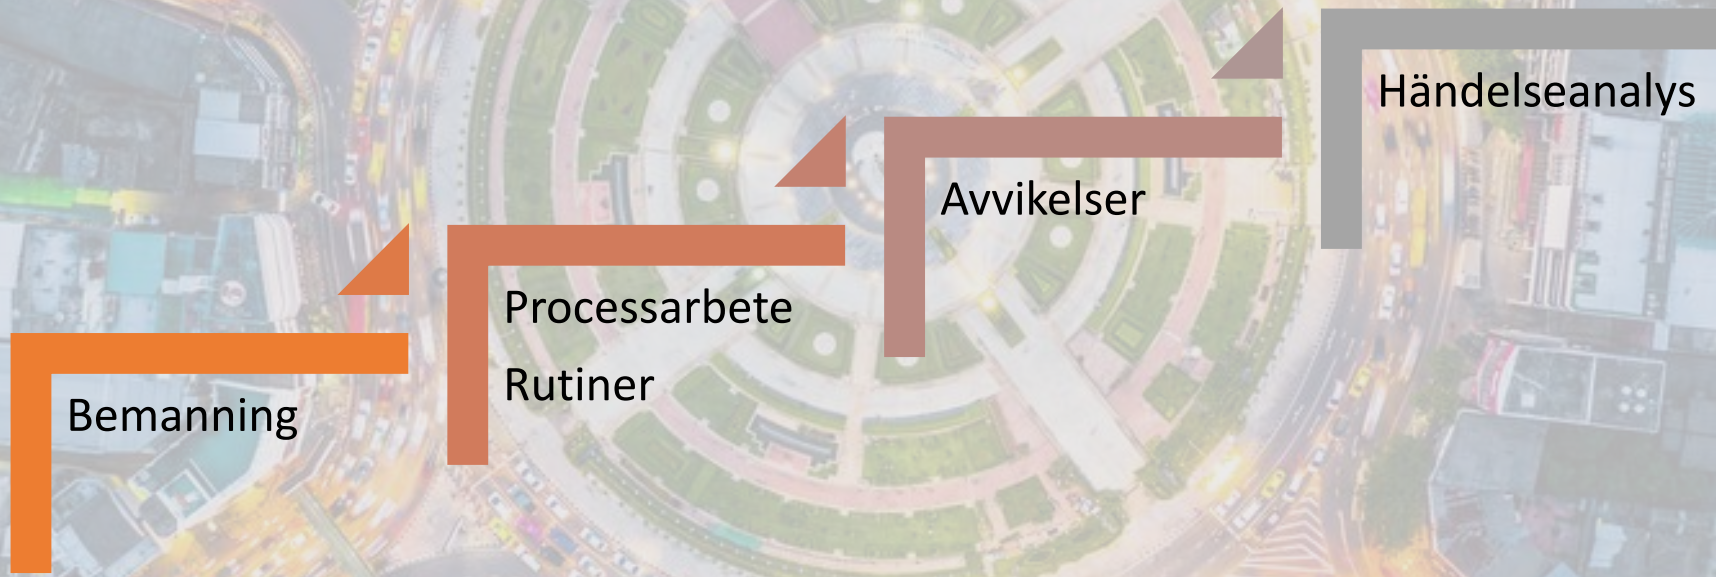 Bemanning
Processarbete
Rutiner
Avvikelser
Händelseanalys